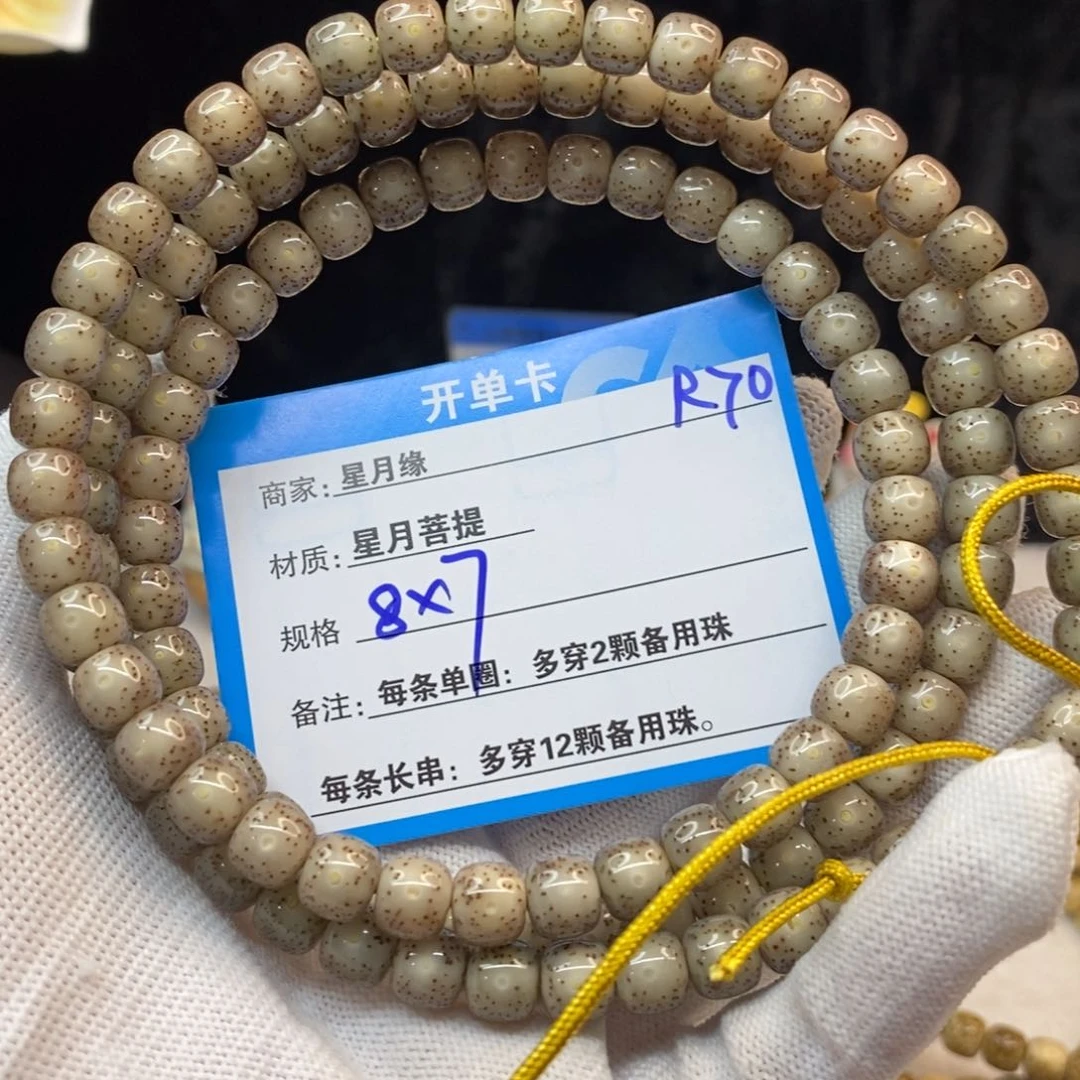 开单卡
R70
商家：星月缘
材质：星月菩提
规格 8×7
备注：每条单圈：多穿2颗备用珠
每条长串：多穿12颗备用珠。